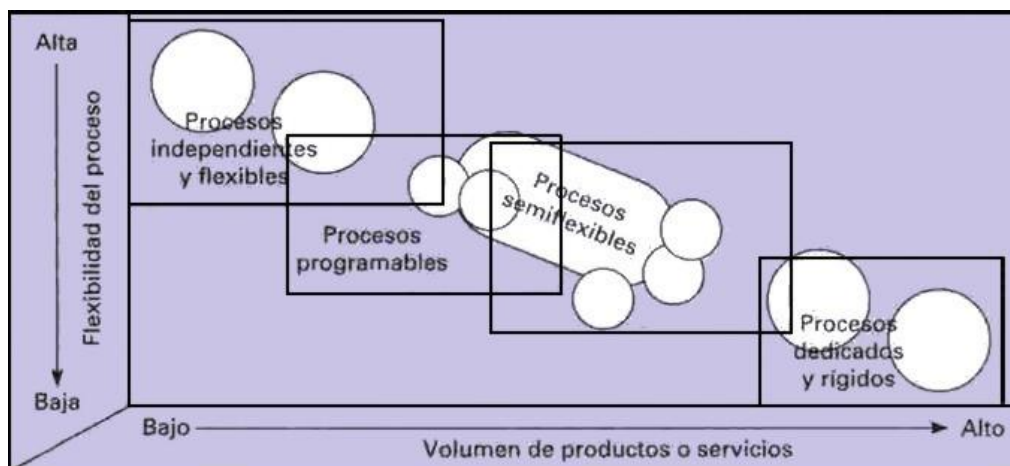 Alta
Flexibilidad del proceso
Baja
Procesos
independientes
y flexibles
Procesos
programables
Procesos
semiflexibles
Procesos
dedicados
y rígidos
Bajo
Alto
Volumen de productos o servicios